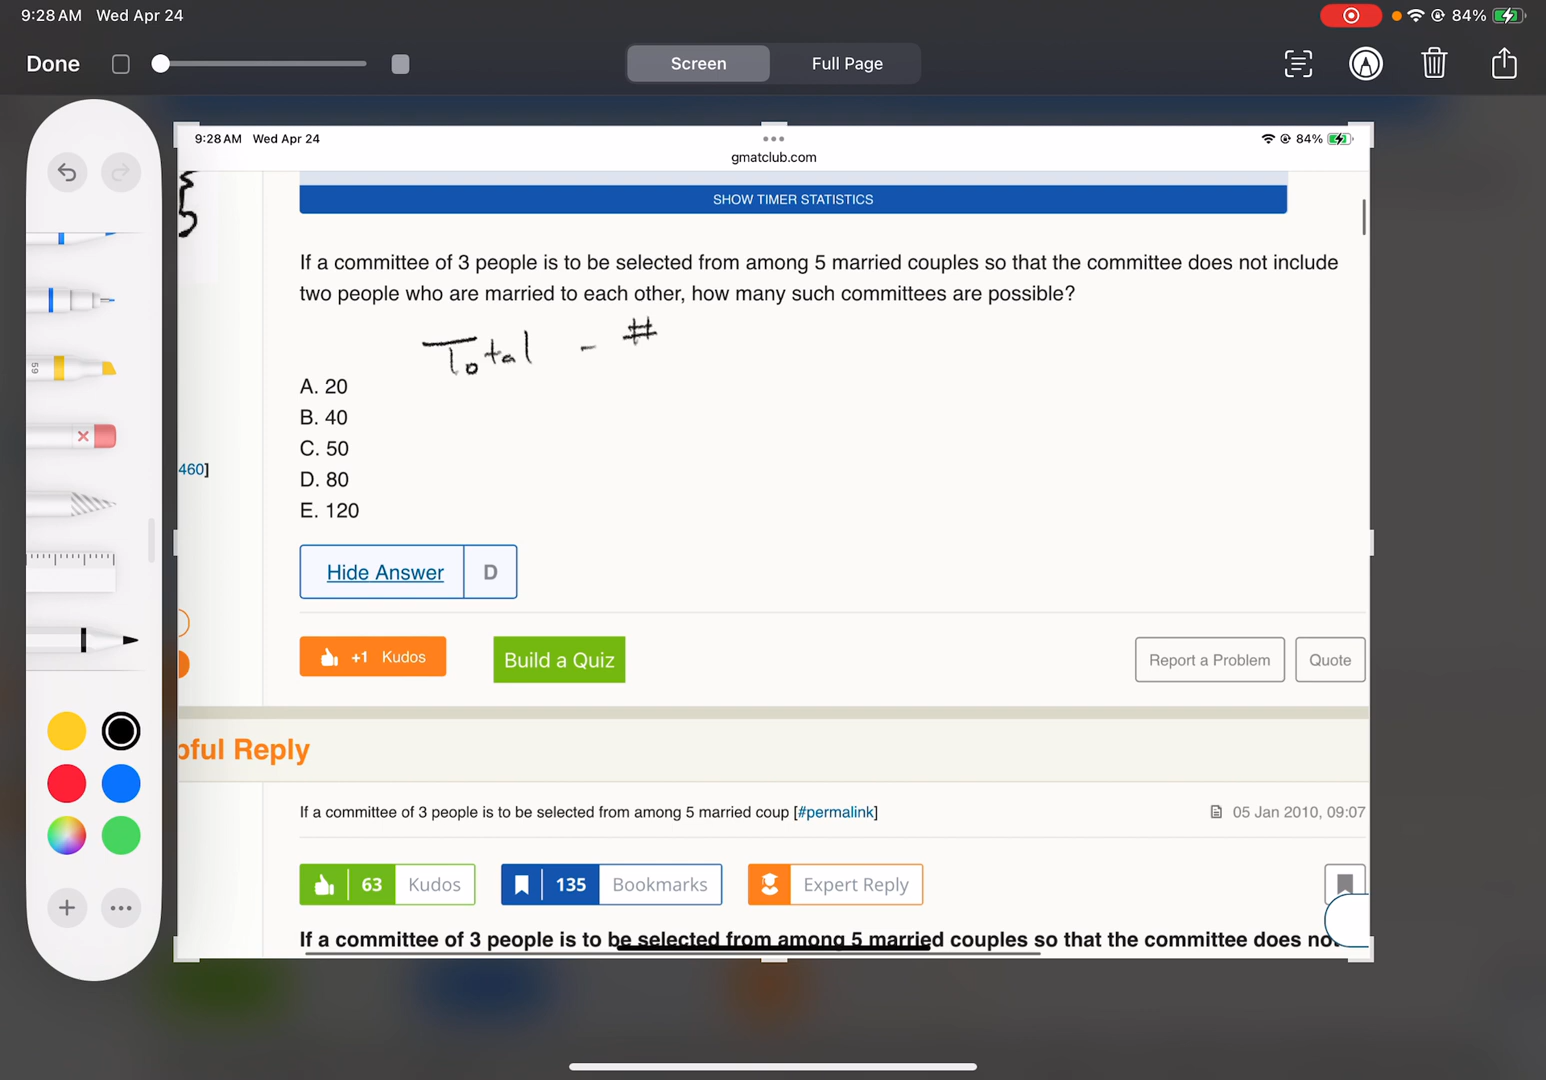 9:28 AM Wed Apr 24
84%
Done
Screen
Full Page
9:28 AM Wed Apr 24
84%
gmatclub.com
SHOW TIMER STATISTICS
If a committee of 3 people is to be selected from among 5 married couples so that the committee does not include
two people who are married to each other, how many such committees are possible?
Total - #
A. 20
B. 40
C. 50
D. 80
E. 120
460]
59
Hide Answer
D
+1 Kudos
Build a Quiz
Report a Problem
Quote
pful Reply
If a committee of 3 people is to be selected from among 5 married coup [#permalink]
05 Jan 2010, 09:07
63 Kudos
135 Bookmarks
Expert Reply
If a committee of 3 people is to be selected from among 5 married couples so that the committee does not